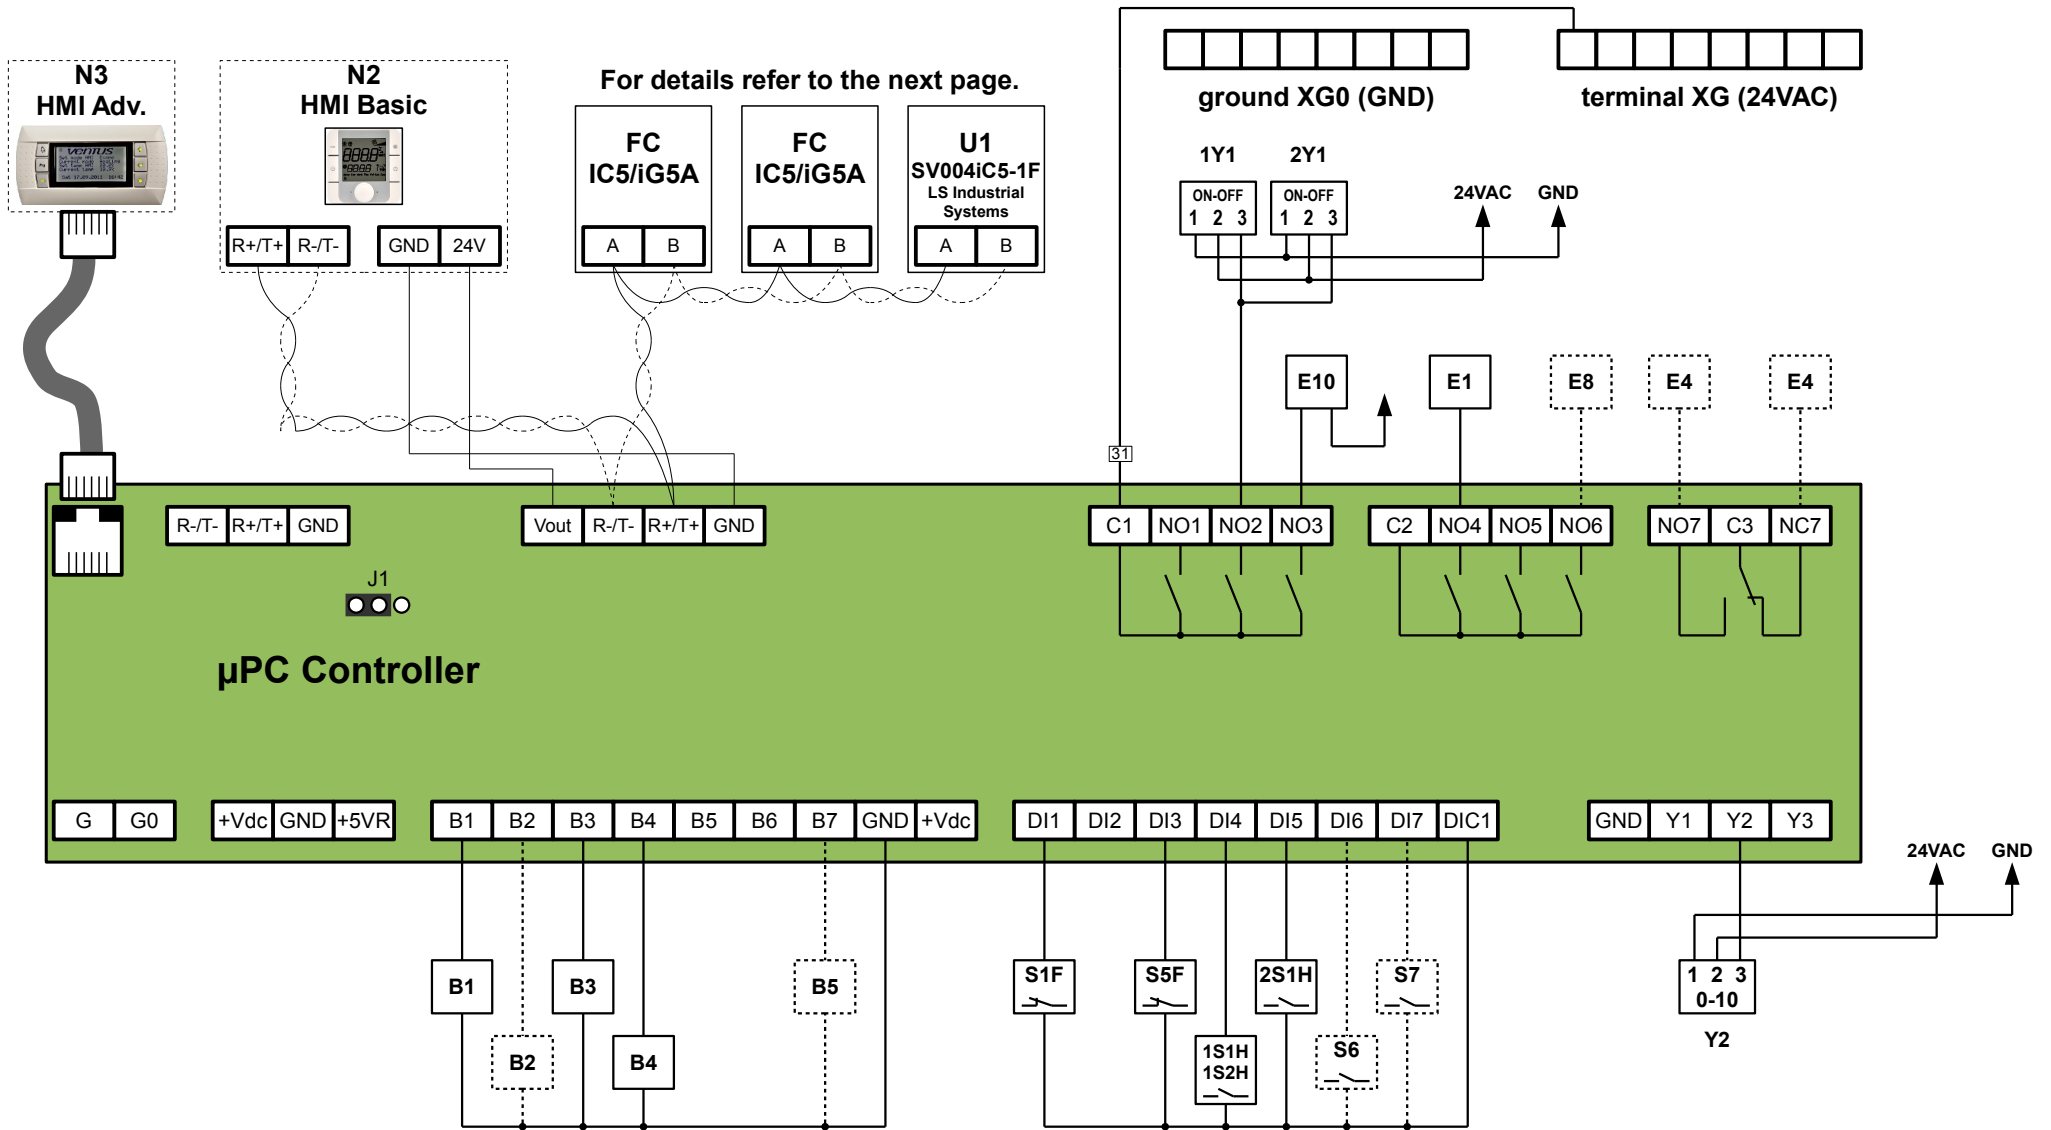 N3
HMI Adv.
VENTUS
N2
HMI Basic
R+/T+ R-/T- GND 24V
For details refer to the next page.
FC
IC5/iG5A
A B
FC
IC5/iG5A
A B
U1
SV004iC5-1F
LS Industrial
Systems
A B
ground XG0 (GND)
terminal XG (24VAC)
1Y1 2Y1
ON-OFF
1 2 3
ON-OFF
1 2 3
24VAC GND
E10 E1 E8 E4 E4
31
R-/T- R+/T+ GND
Vout R-/T- R+/T+ GND
C1 NO1 NO2 NO3
C2 NO4 NO5 NO6
NO7 C3 NC7
J1
µPC Controller
G G0
+Vdc GND +5VR
B1 B2 B3 B4 B5 B6 B7 GND +Vdc
DI1 DI2 DI3 DI4 DI5 DI6 DI7 DIC1
GND Y1 Y2 Y3
24VAC GND
B1 B3 B5
B2 B4
S1F S5F 2S1H S7
1S1H
1S2H
S6
1 2 3
0-10
Y2